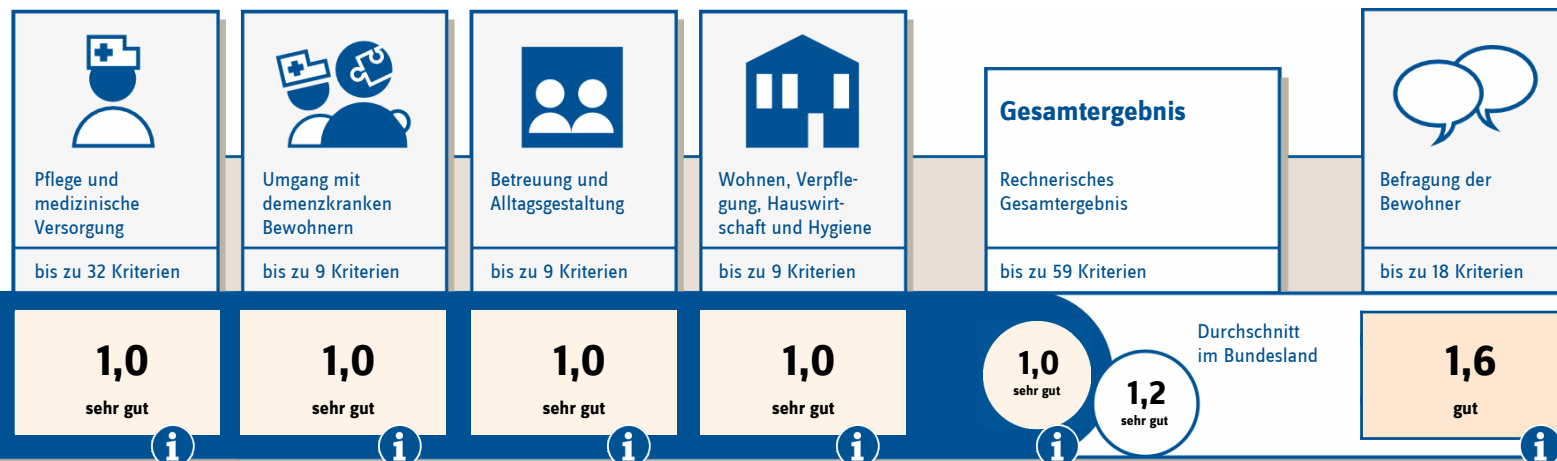 Pflege und
medizinische
Versorgung
bis zu 32 Kriterien
1,0
sehr gut
Umgang mit
demenzkranken
Bewohnern
bis zu 9 Kriterien
1,0
sehr gut
Betreuung und
Alltagsgestaltung
bis zu 9 Kriterien
1,0
sehr gut
Wohnen, Verpfle-
gung, Hauswirt-
schaft und Hygiene
bis zu 9 Kriterien
1,0
sehr gut
Gesamtergebnis
Rechnerisches
Gesamtergebnis
bis zu 59 Kriterien
1,0
sehr gut
1,2
sehr gut
Durchschnitt
im Bundesland
Befragung der
Bewohner
bis zu 18 Kriterien
1,6
gut